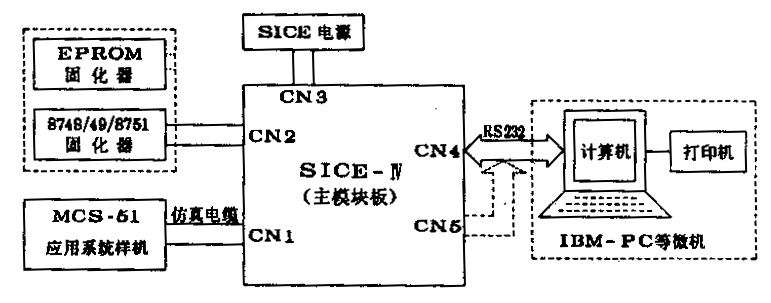 SICE 电源
EPROM
固化器
CN3
8748/49/8751
固化器
CN2
SICE-Ⅳ
(主模块板)
CN4
RS232
计算机
打印机
MCS-51
应用系统样机
仿真电缆
CN1
CN5
IBM-PC等微机